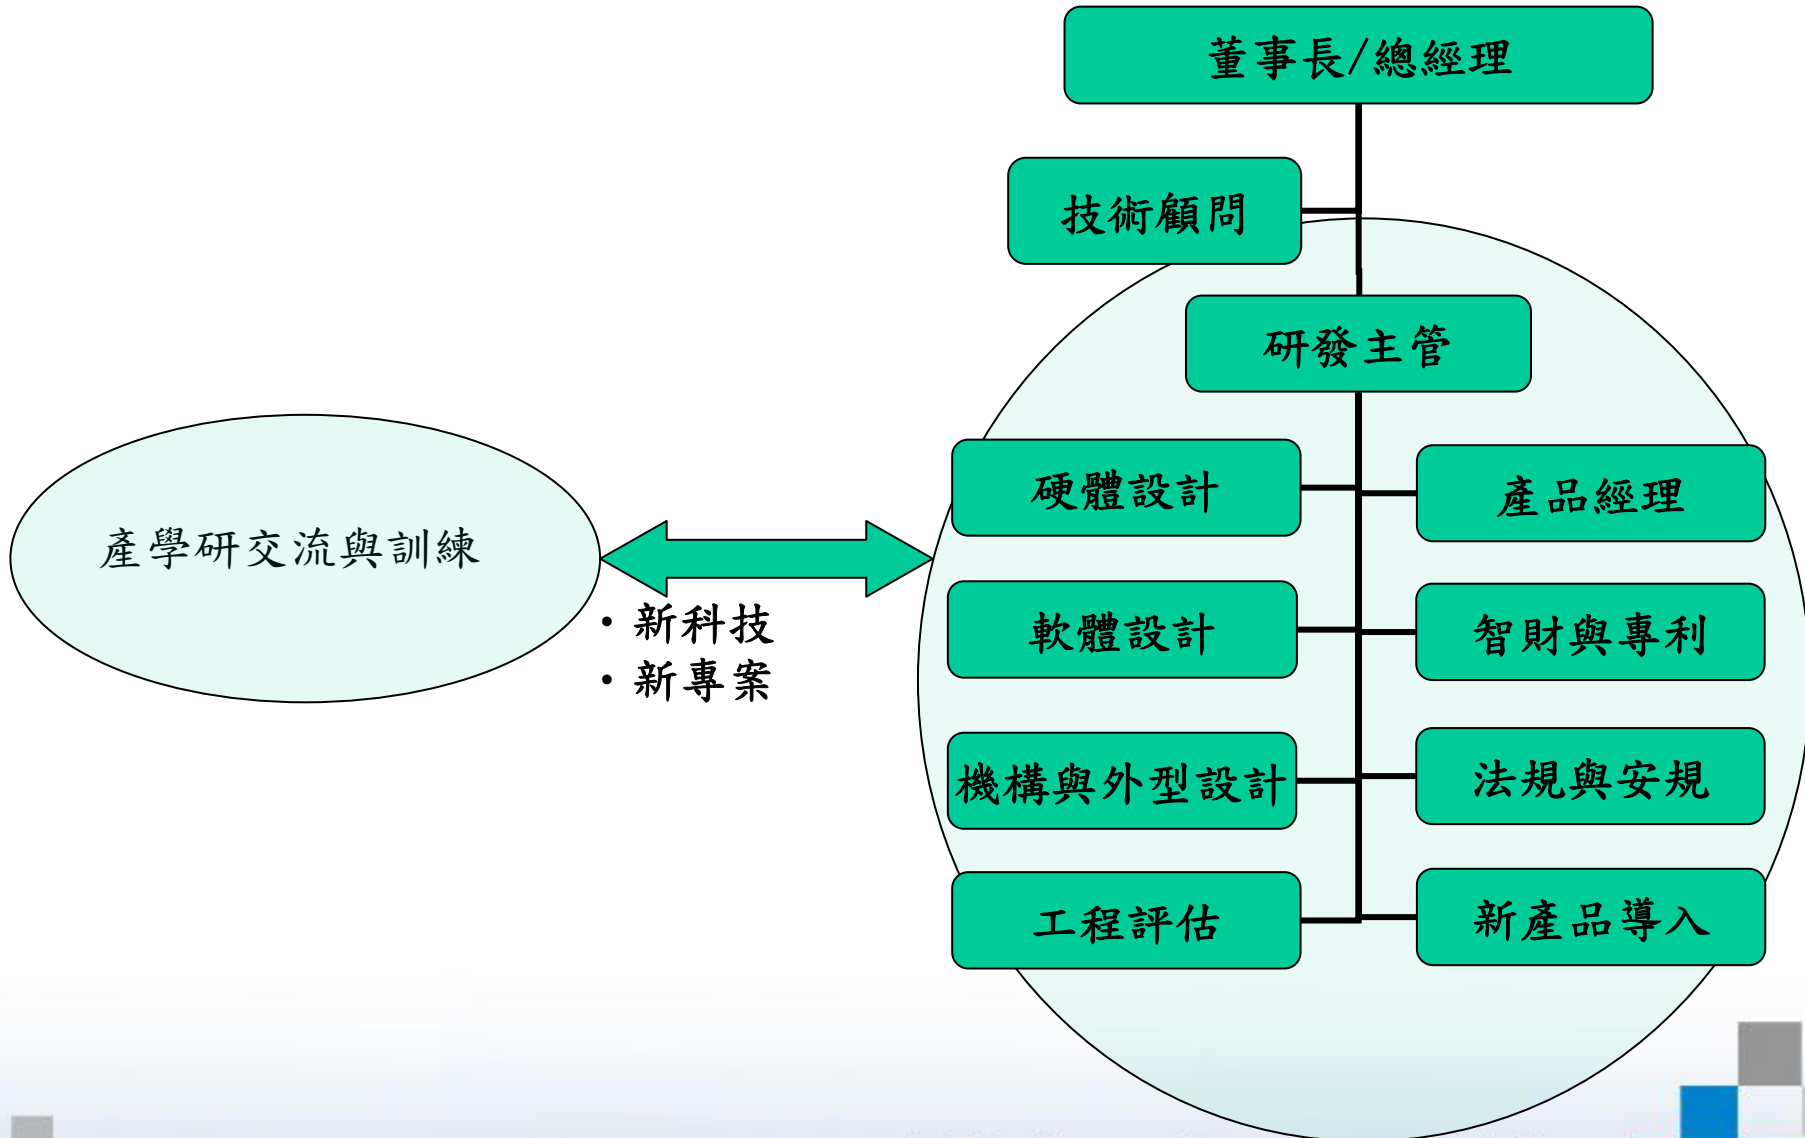 董事長/總經理
技術顧問
研發主管
硬體設計
產品經理
產學研交流與訓練
・新科技
・新專案
軟體設計
智財與專利
機構與外型設計
法規與安規
工程評估
新產品導入